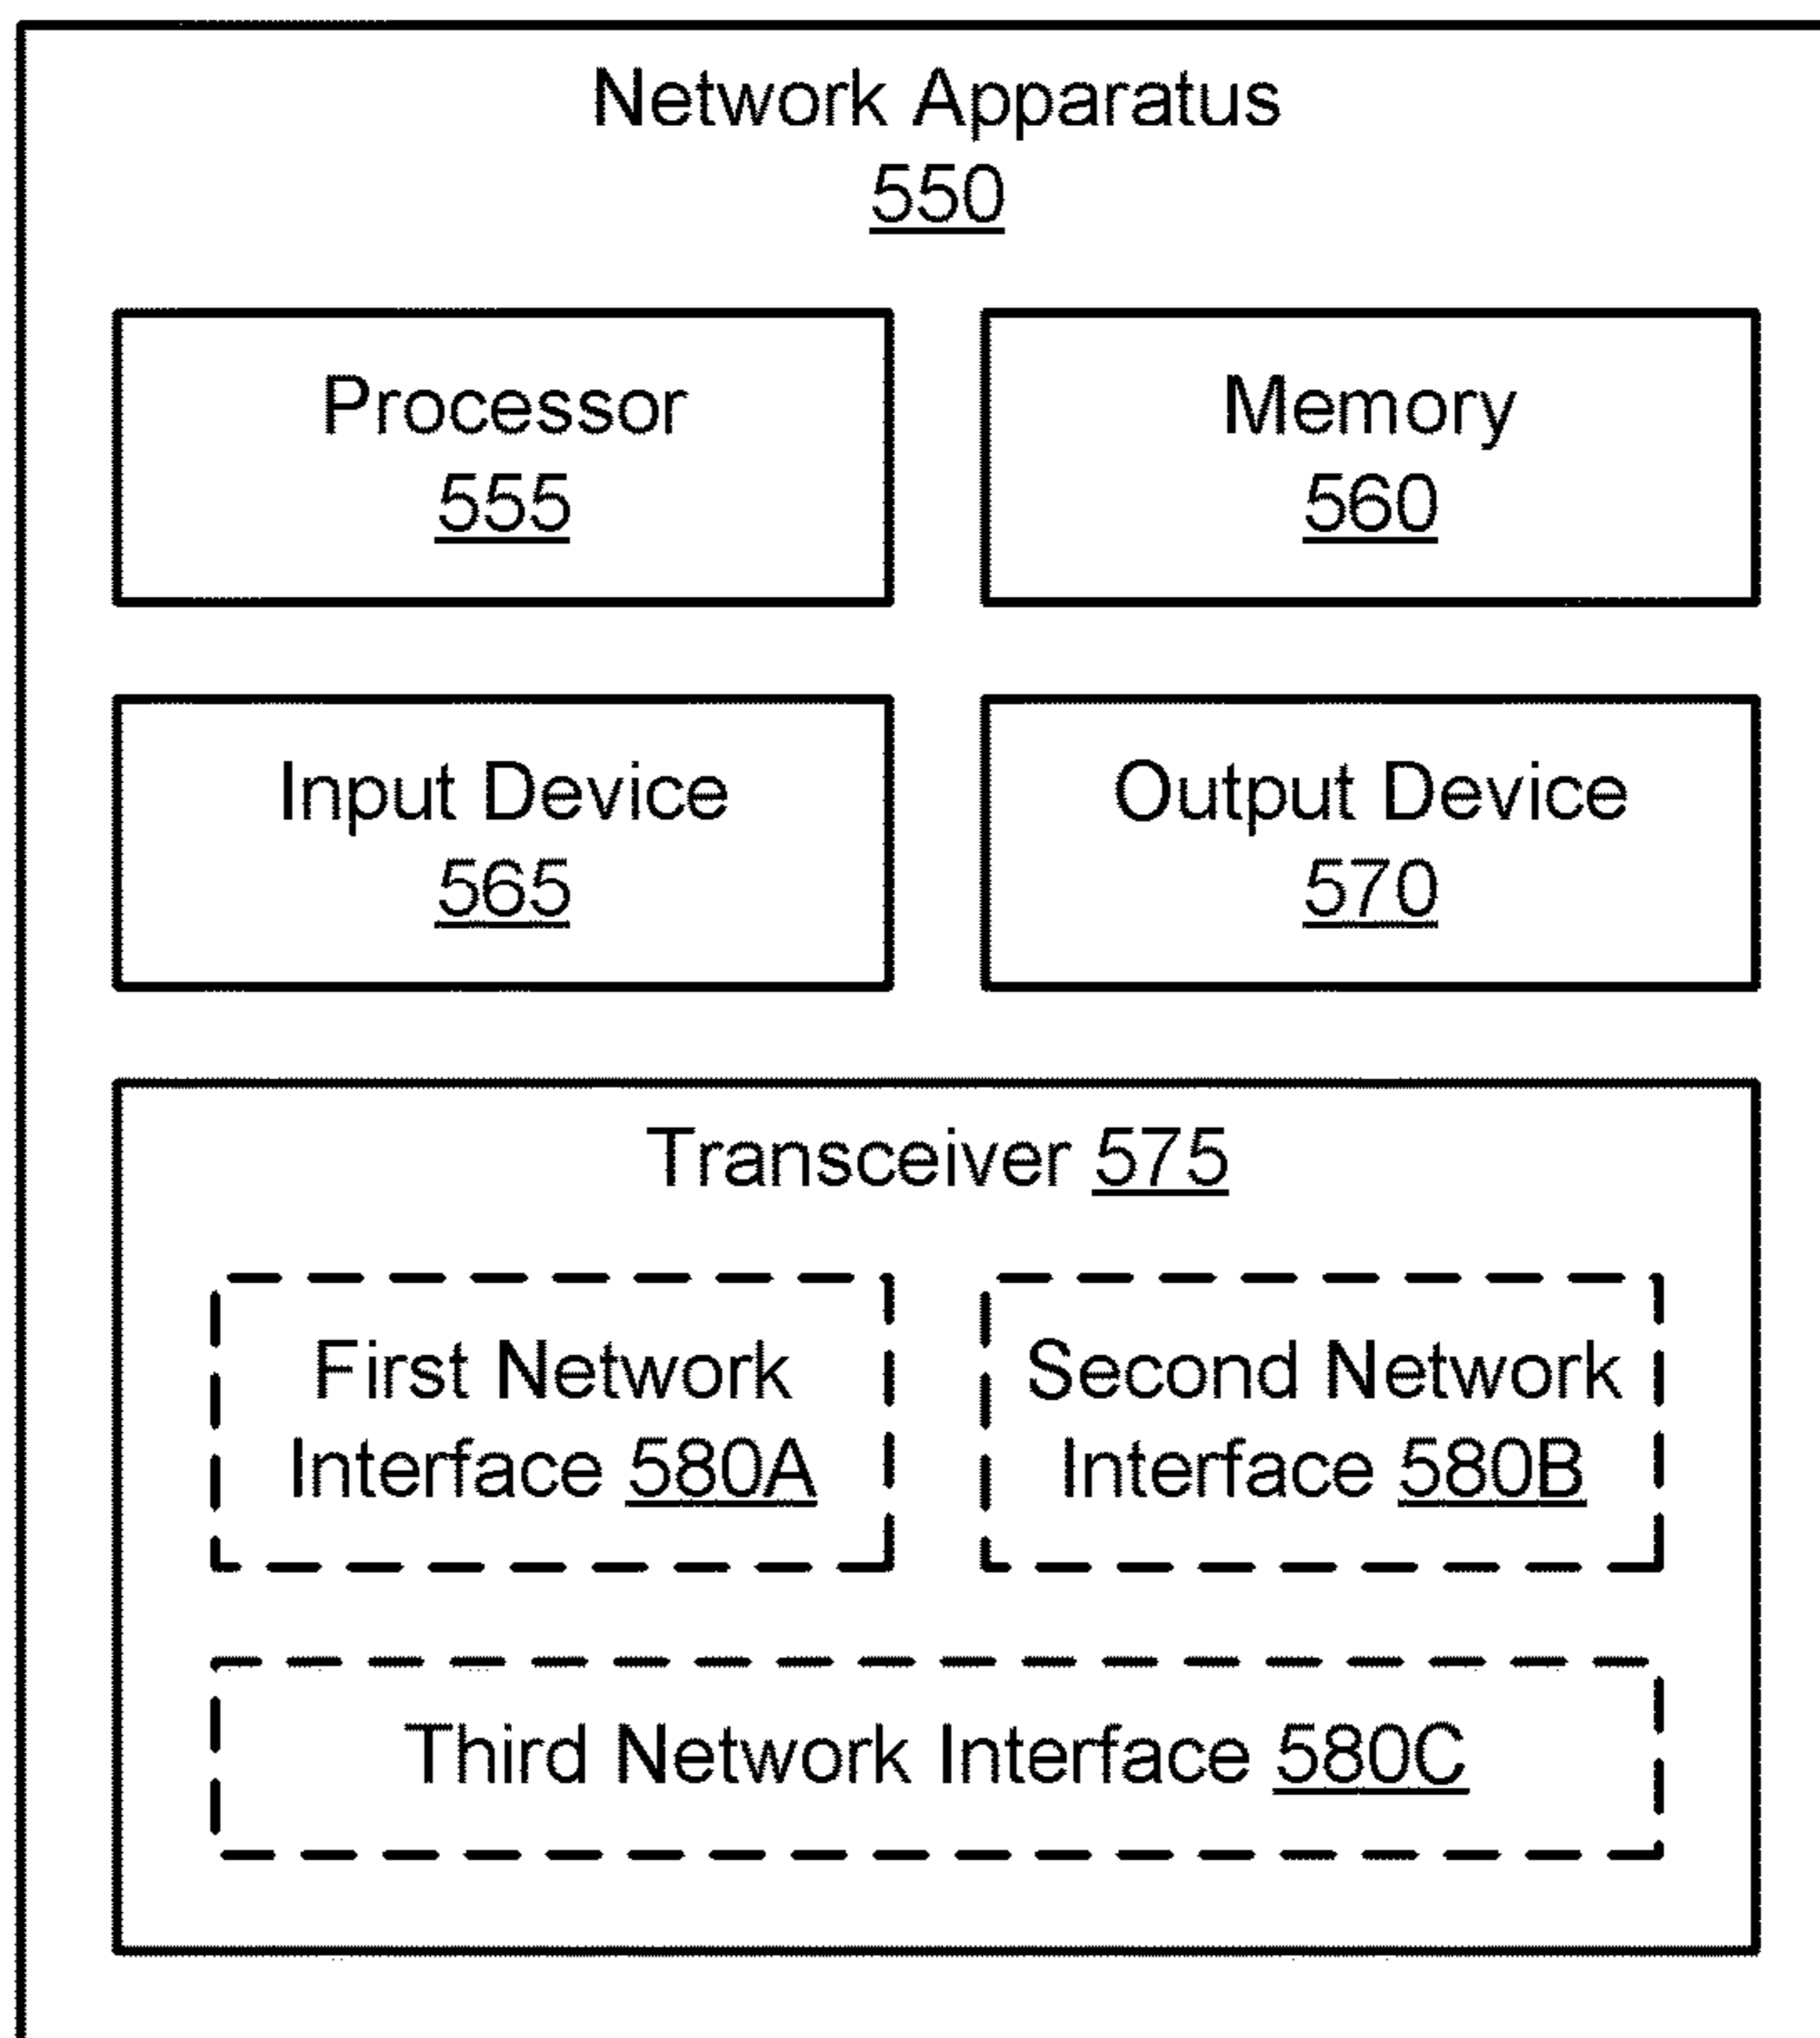 Network Apparatus
550
Processor
555
Memory
560
Input Device
565
Output Device
570
Transceiver 575
First Network
Interface 580A
Second Network
Interface 580B
Third Network Interface 580C